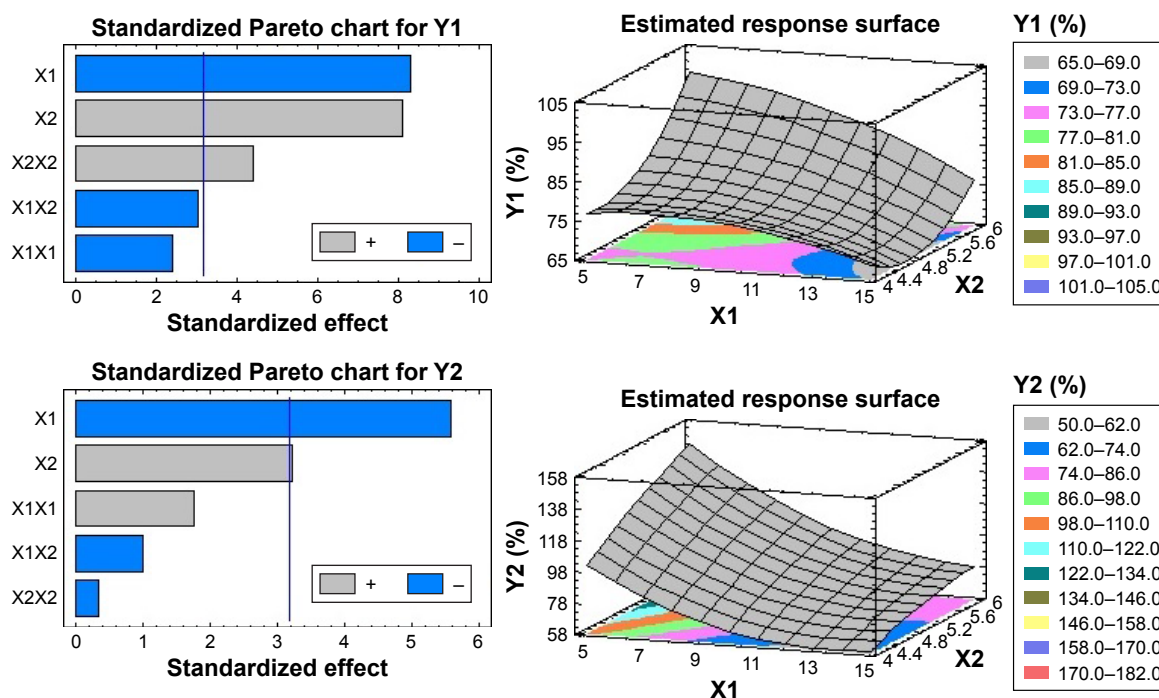 Standardized Pareto chart for Y1
X1
X2
X2X2
X1X2
X1X1
+ −
0 2 4 6 8 10
Standardized effect
Estimated response surface
Y1 (%)
105
95
85
75
65
5 7 9 11 13 15
X1
4 4.4 4.8 5.2 5.6 6
X2
Y1 (%)
65.0–69.0
69.0–73.0
73.0–77.0
77.0–81.0
81.0–85.0
85.0–89.0
89.0–93.0
93.0–97.0
97.0–101.0
101.0–105.0
Standardized Pareto chart for Y2
X1
X2
X1X1
X1X2
X2X2
+ −
0 1 2 3 4 5 6
Standardized effect
Estimated response surface
Y2 (%)
158
138
118
98
78
58
5 7 9 11 13 15
X1
4 4.4 4.8 5.2 5.6 6
X2
Y2 (%)
50.0–62.0
62.0–74.0
74.0–86.0
86.0–98.0
98.0–110.0
110.0–122.0
122.0–134.0
134.0–146.0
146.0–158.0
158.0–170.0
170.0–182.0